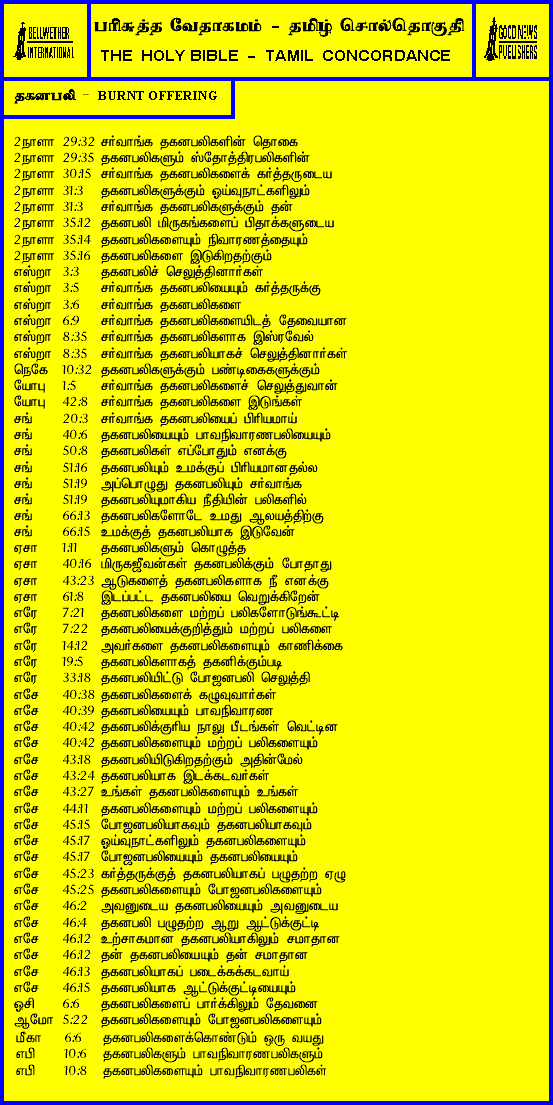 BELLWETHER
INTERNATIONAL
பரிசுத்த வேதாகமம் - தமிழ் சொல்தொகுதி
THE HOLY BIBLE - TAMIL CONCORDANCE
GOOD NEWS
PUBLISHERS
தகனபலி - BURNT OFFERING
2நாளா 29:32 சர்வாங்க தகனபலிகளின் தொகை
2நாளா 29:35 தகனபலிகளும் ஸ்தோத்திரபலிகளின்
2நாளா 30:15 சர்வாங்க தகனபலிகளைக் கர்த்தருடைய
2நாளா 31:3 தகனபலிகளுக்கும் ஓய்வுநாட்களிலும்
2நாளா 31:3 சர்வாங்க தகனபலிகளுக்கும் தன்
2நாளா 35:12 தகனபலி மிருகங்களைப் பிதாக்களுடைய
2நாளா 35:14 தகனபலிகளையும் நிவாரணத்தையும்
2நாளா 35:16 தகனபலிகளை இடுகிறதற்கும்
எஸ்றா 3:3 தகனபலிச் செலுத்தினார்கள்
எஸ்றா 3:5 சர்வாங்க தகனபலியையும் கர்த்தருக்கு
எஸ்றா 3:6 சர்வாங்க தகனபலிகளை
எஸ்றா 6:9 சர்வாங்க தகனபலிகளையிடத் தேவையான
எஸ்றா 8:35 சர்வாங்க தகனபலிகளாக இஸ்ரவேல்
எஸ்றா 8:35 சர்வாங்க தகனபலியாகச் செலுத்தினார்கள்
நெகே 10:32 தகனபலிகளுக்கும் பண்டிகைகளுக்கும்
யோபு 1:5 சர்வாங்க தகனபலிகளைச் செலுத்துவான்
யோபு 42:8 சர்வாங்க தகனபலிகளை இடுங்கள்
சங் 20:3 சர்வாங்க தகனபலியைப் பிரியமாய்
சங் 40:6 தகனபலியையும் பாவநிவாரணபலியையும்
சங் 50:8 தகனபலிகள் எப்போதும் எனக்கு
சங் 51:16 தகனபலியும் உமக்குப் பிரியமானதல்ல
சங் 51:19 அப்பொழுது தகனபலியும் சர்வாங்க
சங் 51:19 தகனபலியுமாகிய நீதியின் பலிகளில்
சங் 66:13 தகனபலிகளோடே உமது ஆலயத்திற்கு
சங் 66:15 உமக்குத் தகனபலியாக இடுவேன்
ஏசா 1:11 தகனபலிகளும் கொழுத்த
ஏசா 40:16 மிருகஜீவன்கள் தகனபலிக்கும் போதாது
ஏசா 43:23 ஆடுகளைத் தகனபலிகளாக நீ எனக்கு
ஏசா 61:8 இடப்பட்ட தகனபலியை வெறுக்கிறேன்
எரே 7:21 தகனபலிகளை மற்றப் பலிகளோடுங்கூட்டி
எரே 7:22 தகனபலியைக்குறித்தும் மற்றப் பலிகளை
எரே 14:12 அவர்களை தகனபலிகளையும் காணிக்கை
எரே 19:5 தகனபலிகளாகத் தகனிக்கும்படி
எரே 33:18 தகனபலியிட்டு போஜனபலி செலுத்தி
எசே 40:38 தகனபலிகளைக் கழுவுவார்கள்
எசே 40:39 தகனபலியையும் பாவநிவாரண
எசே 40:42 தகனபலிக்குரிய நாலு பீடங்கள் வெட்டின
எசே 40:42 தகனபலிகளையும் மற்றப் பலிகளையும்
எசே 43:18 தகனபலியிடுகிறதற்கும் அதின்மேல்
எசே 43:24 தகனபலியாக இடக்கடவர்கள்
எசே 43:27 உங்கள் தகனபலிகளையும் உங்கள்
எசே 44:11 தகனபலிகளையும் மற்றப் பலிகளையும்
எசே 45:15 போஜனபலியாகவும் தகனபலியாகவும்
எசே 45:17 ஓய்வுநாட்களிலும் தகனபலிகளையும்
எசே 45:17 போஜனபலியையும் தகனபலியையும்
எசே 45:23 கர்த்தருக்குத் தகனபலியாகப் பழுதற்ற ஏழு
எசே 45:25 தகனபலிகளையும் போஜனபலிகளையும்
எசே 46:2 அவனுடைய தகனபலியையும் அவனுடைய
எசே 46:4 தகனபலி பழுதற்ற ஆறு ஆட்டுக்குட்டி
எசே 46:12 உற்சாகமான தகனபலியாகிலும் சமாதான
எசே 46:12 தன் தகனபலியையும் தன் சமாதான
எசே 46:13 தகனபலியாகப் படைக்கக்கடவாய்
எசே 46:15 தகனபலியாக ஆட்டுக்குட்டியையும்
ஓசி 6:6 தகனபலிகளைப் பார்க்கிலும் தேவனை
ஆமோ 5:22 தகனபலிகளையும் போஜனபலிகளையும்
மீகா 6:6 தகனபலிகளைக்கொண்டும் ஒரு வயது
எபி 10:6 தகனபலிகளும் பாவநிவாரணபலிகளும்
எபி 10:8 தகனபலிகளையும் பாவநிவாரணபலிகள்